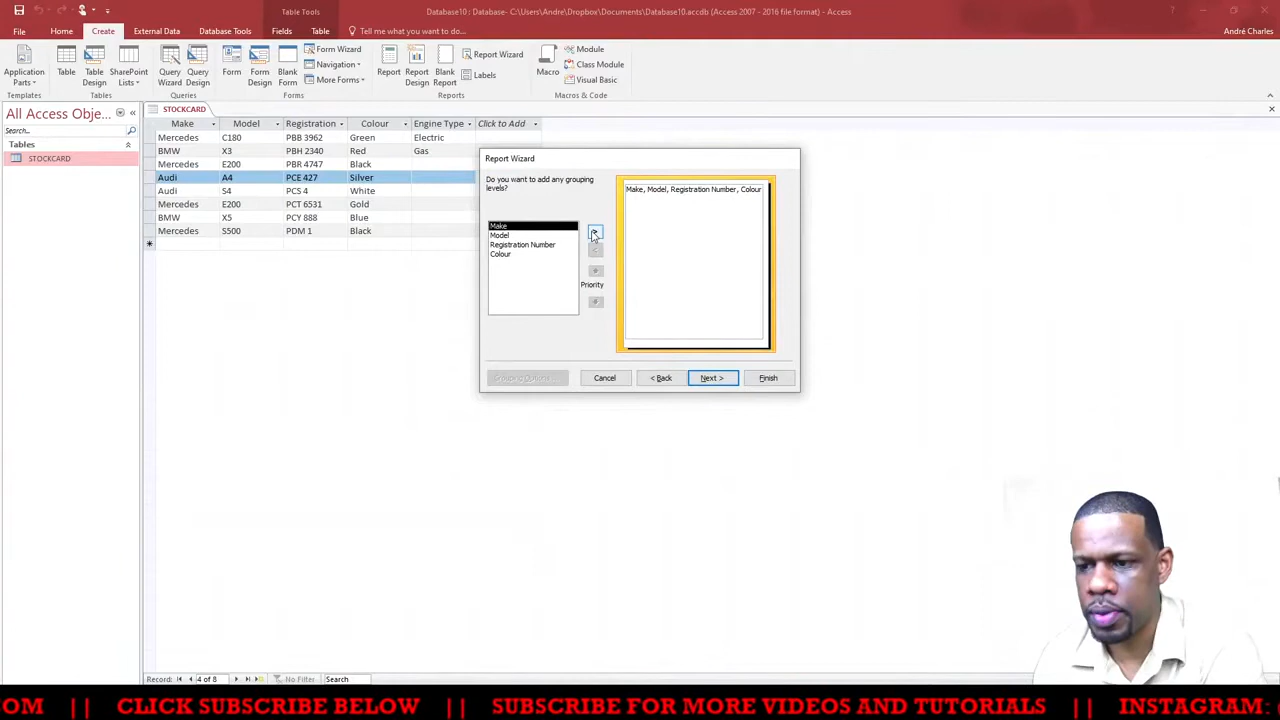 Table Tools
Database10 : Database- C:\Users\Andre\Dropbox\Documents\Database10.accdb (Access 2007 - 2016 file format) - Access
File Home Create External Data Database Tools Fields Table Tell me what you want to do... André Charles
Application Parts Table Table Design SharePoint Lists Query Wizard Query Design Form Form Design Blank Form Form Wizard Navigation More Forms Report Report Design Blank Report Report Wizard Labels Macro Module Class Module Visual Basic
Templates Tables Queries Forms Reports Macros & Code
All Access Obje...
Search...
Tables
STOCKCARD
STOCKCARD
Make Model Registration Colour Engine Type Click to Add
Mercedes C180 PBB 3962 Green Electric
BMW X3 PBH 2340 Red Gas
Mercedes E200 PBR 4747 Black
Audi A4 PCE 427 Silver
Audi S4 PCS 4 White
Mercedes E200 PCT 6531 Gold
BMW X5 PCY 888 Blue
Mercedes S500 PDM 1 Black
Report Wizard
Do you want to add any grouping
levels?
Make
Model
Registration Number
Colour
>
Priority
Make, Model, Registration Number, Colour
Grouping Options ... Cancel < Back Next > Finish
Record: 4 of 8 No Filter Search
OM || CLICK SUBSCRIBE BELOW || SUBSCRIBE FOR MORE VIDEOS AND TUTORIALS || INSTAGRAM: